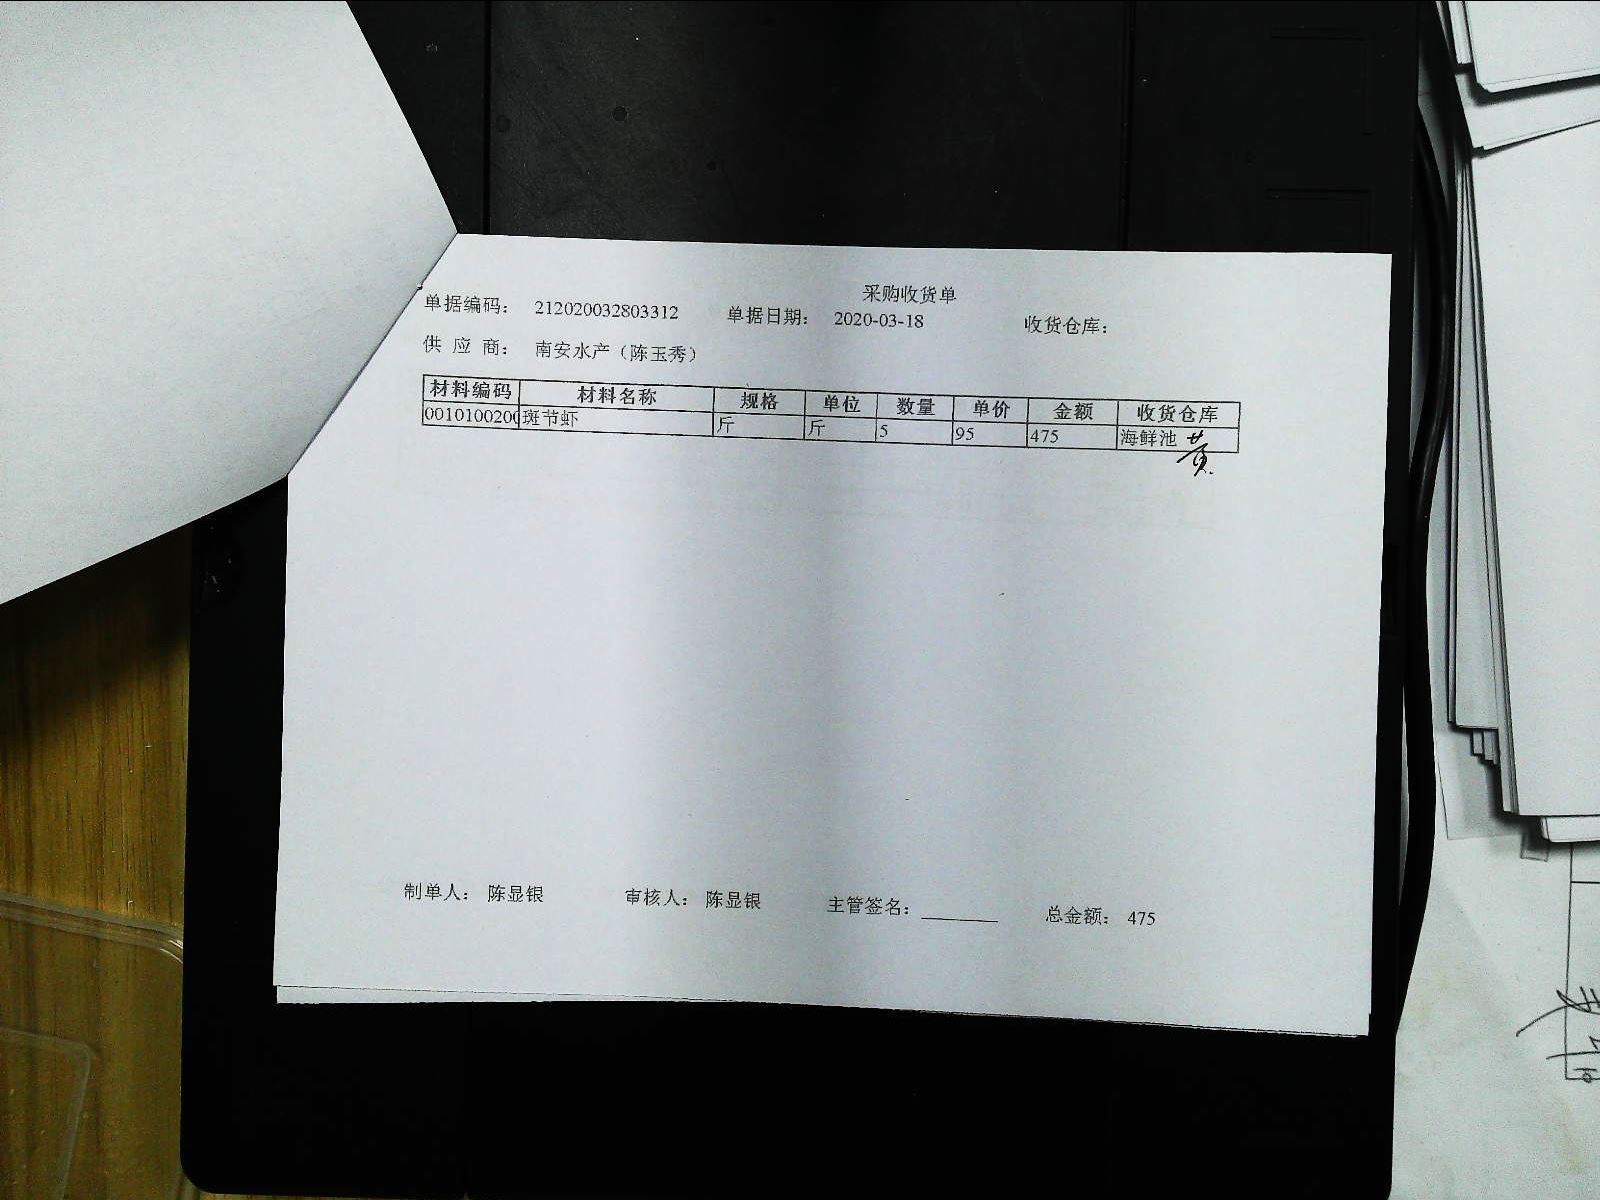 采购收货单
单据编码： 212020032803312 单据日期： 2020-03-18 收货仓库：
供 应 商： 南安水产（陈玉秀）
材料编码 材料名称 规格 单位 数量 单价 金额 收货仓库
0010100200 斑节虾 斤 斤 5 95 475 海鲜池
黄
制单人： 陈显银 审核人： 陈显银 主管签名：________ 总金额： 475